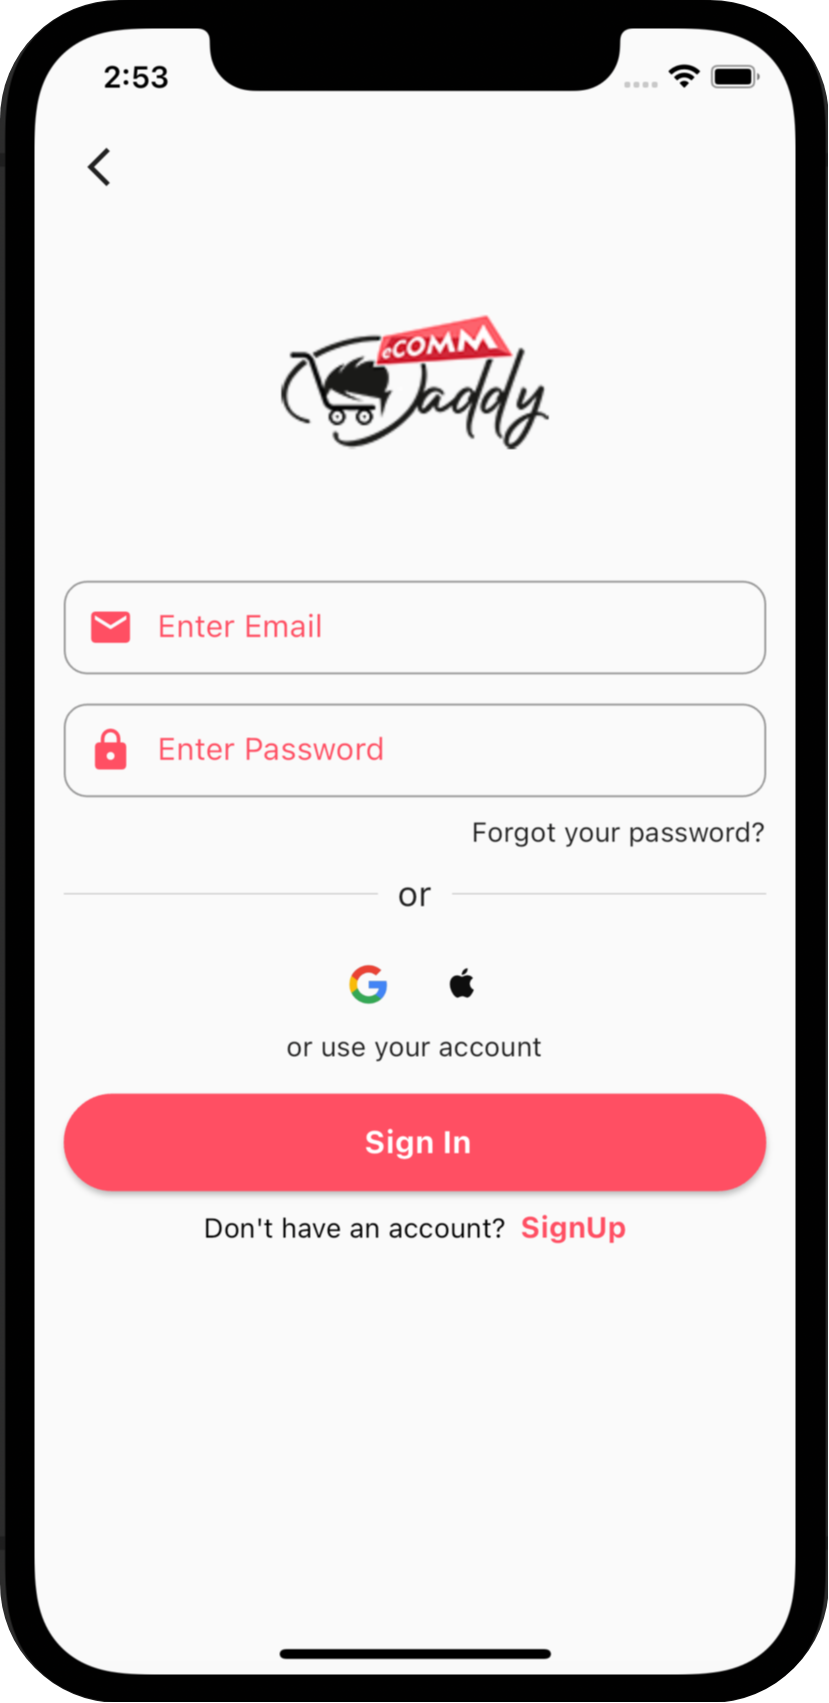 2:53
eCOMM
Daddy
Enter Email
Enter Password
Forgot your password?
or
or use your account
Sign In
Don't have an account? SignUp